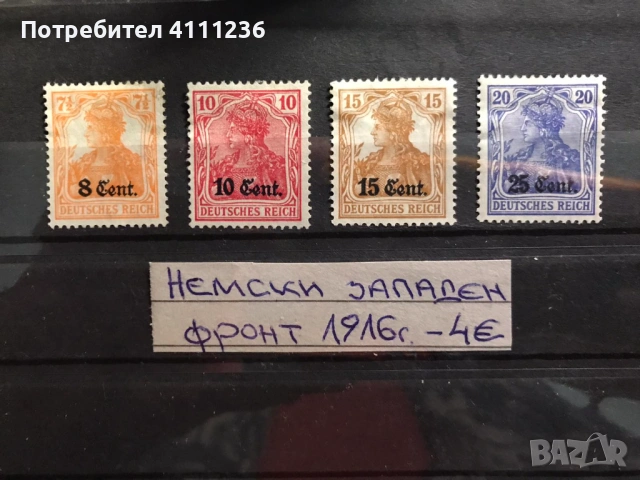 Потребител 4111236
7½ 7½
8 Cent.
DEUTSCHES REICH
10 10
10 Cent.
DEUTSCHES REICH
15 15
15 Cent.
DEUTSCHES REICH
20 20
25 Cent.
DEUTSCHES REICH
НЕМСКИ ЗАПАДЕН
ФРОНТ 1916г. - 4€
BAZAR